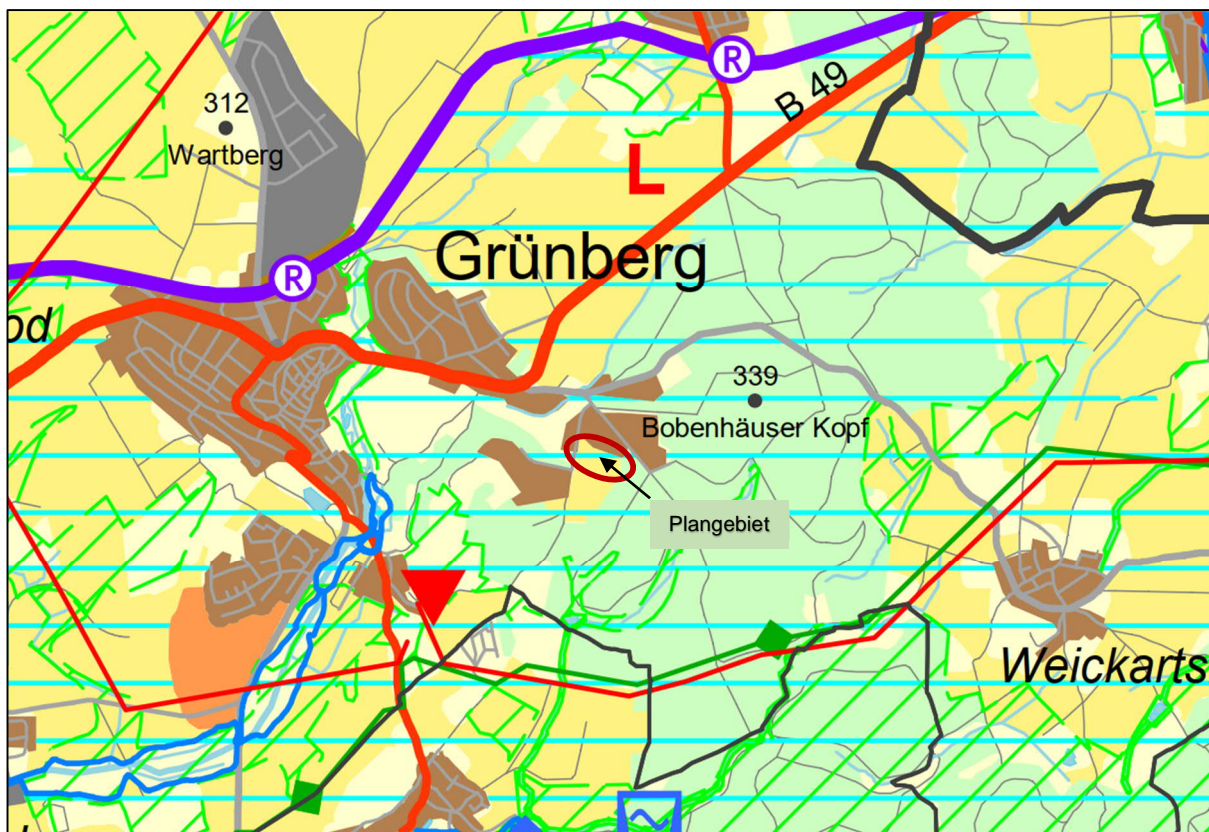 R
B 49
312
Wartberg
L
Grünberg
R
od
339
Bobenhäuser Kopf
Plangebiet
Weickarts